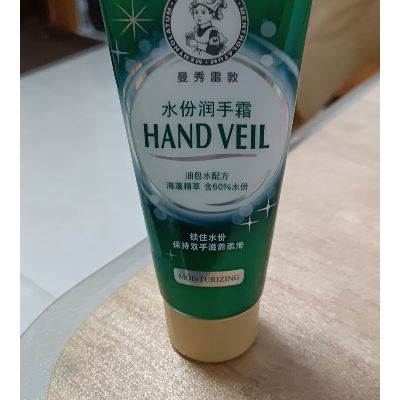 MENTHOLATUM · MENTHOLATUM
曼秀雷敦
水份润手霜
HAND VEIL
油包水配方
海藻精萃 含60%水份
锁住水份
保持双手滋养柔滑
MOISTURIZING